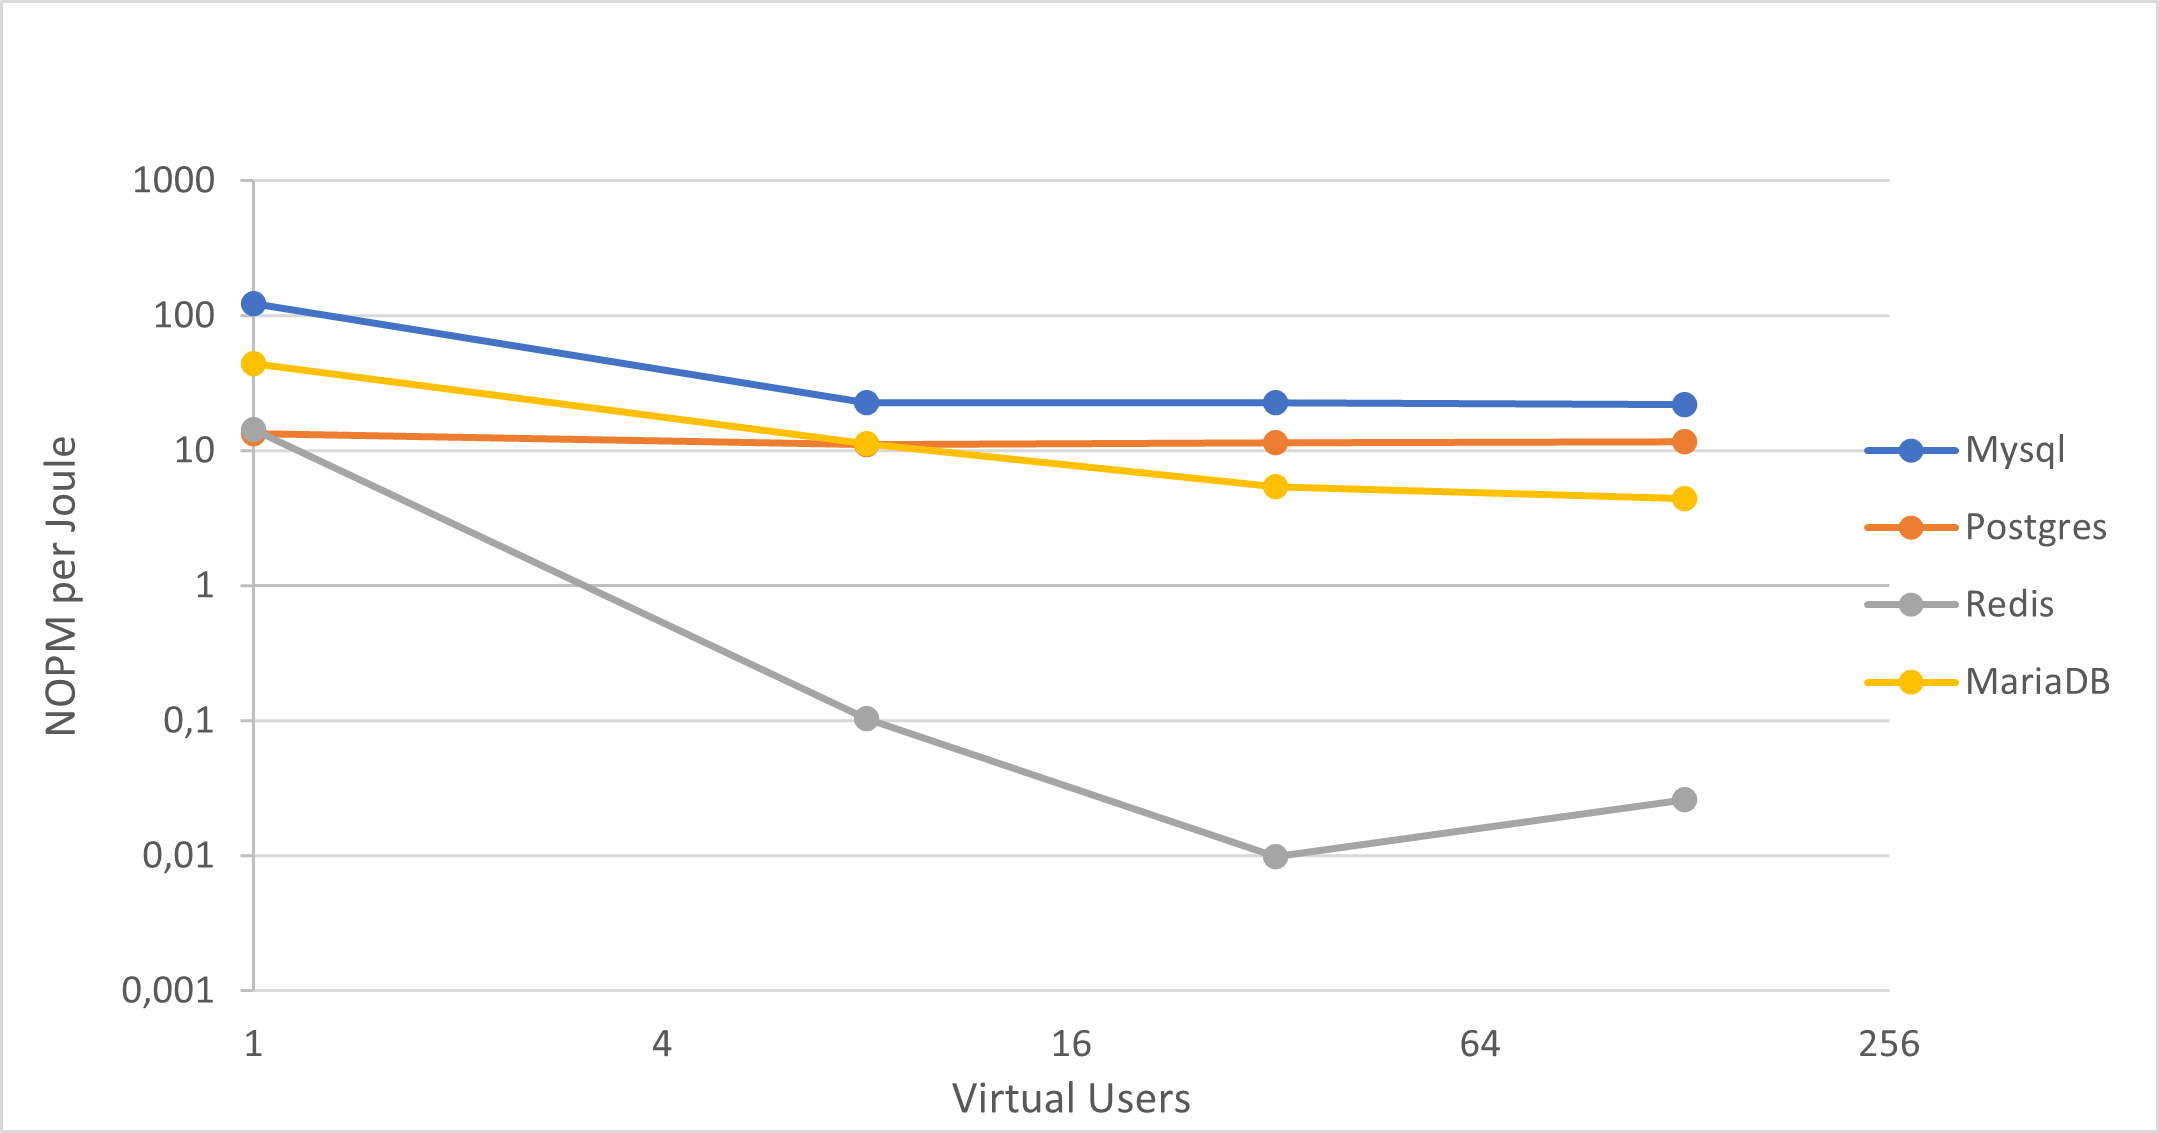 1000
100
10
1
0,1
0,01
0,001
NOPM per Joule
1
4
16
64
256
Virtual Users
Mysql
Postgres
Redis
MariaDB